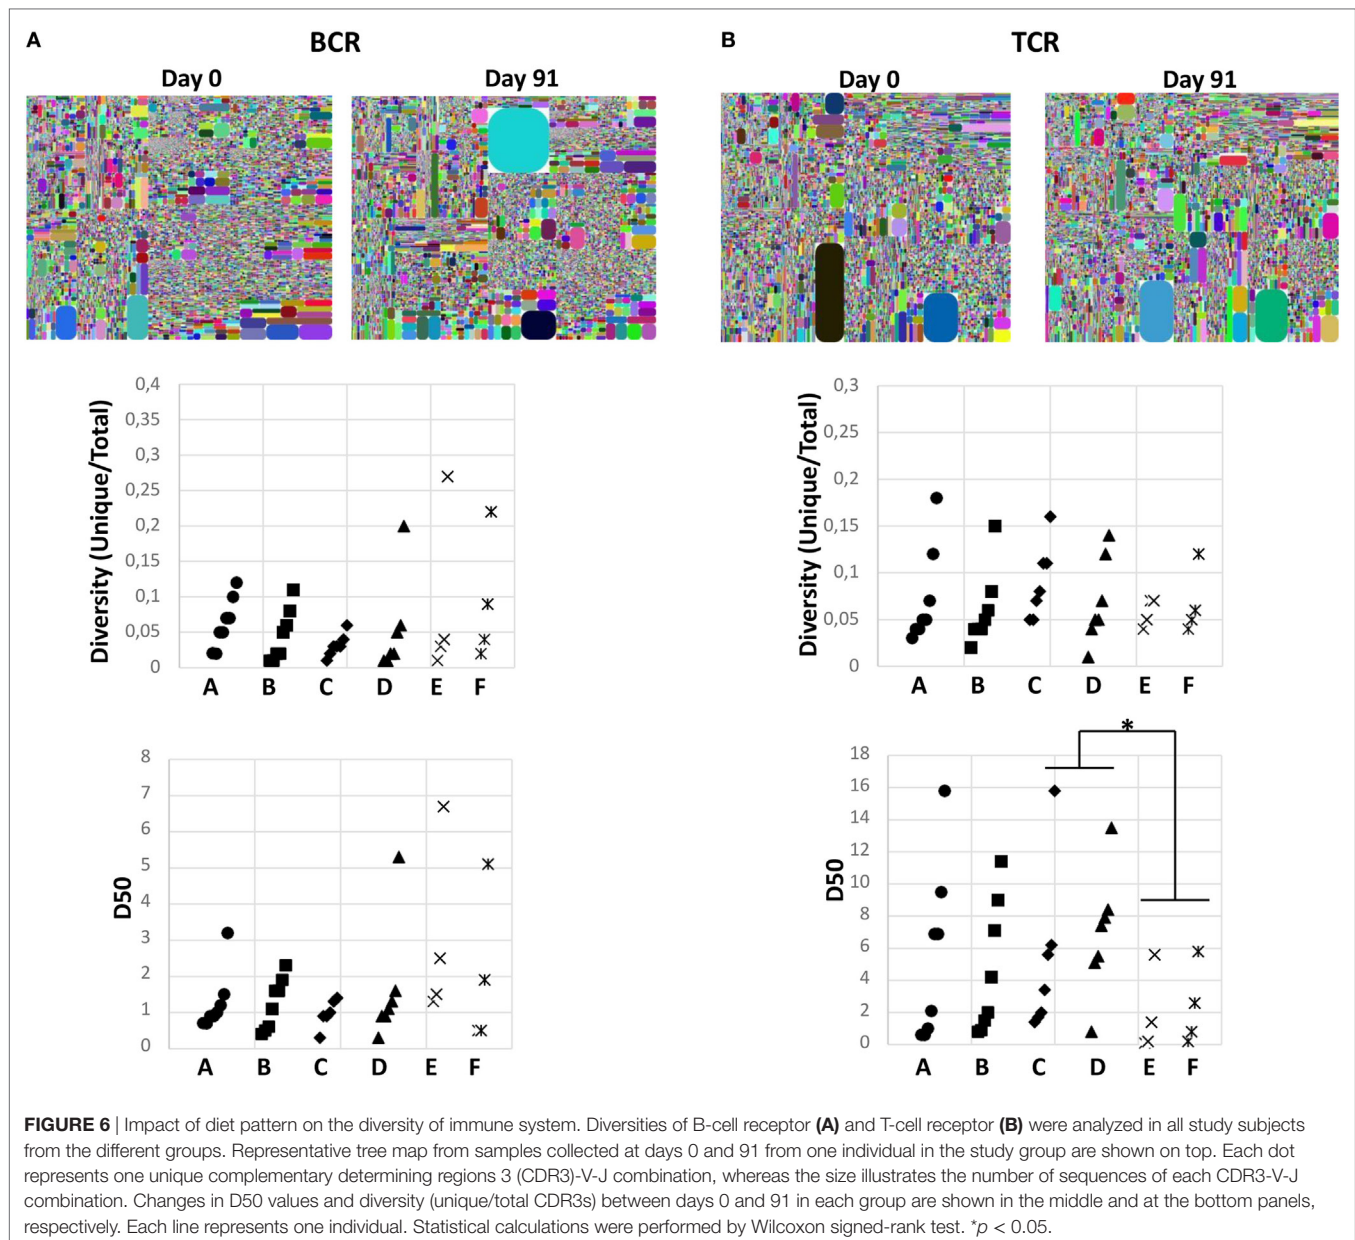 A
BCR
Day 0
Day 91
B
TCR
Day 0
Day 91
Diversity (Unique/Total)
0,4
0,35
0,3
0,25
0,2
0,15
0,1
0,05
0
A B C D E F
Diversity (Unique/Total)
0,3
0,25
0,2
0,15
0,1
0,05
0
A B C D E F
D50
8
7
6
5
4
3
2
1
0
A B C D E F
*
D50
18
16
14
12
10
8
6
4
2
0
A B C D E F
FIGURE 6 | Impact of diet pattern on the diversity of immune system. Diversities of B-cell receptor (A) and T-cell receptor (B) were analyzed in all study subjects
from the different groups. Representative tree map from samples collected at days 0 and 91 from one individual in the study group are shown on top. Each dot
represents one unique complementary determining regions 3 (CDR3)-V-J combination, whereas the size illustrates the number of sequences of each CDR3-V-J
combination. Changes in D50 values and diversity (unique/total CDR3s) between days 0 and 91 in each group are shown in the middle and at the bottom panels,
respectively. Each line represents one individual. Statistical calculations were performed by Wilcoxon signed-rank test. *p < 0.05.